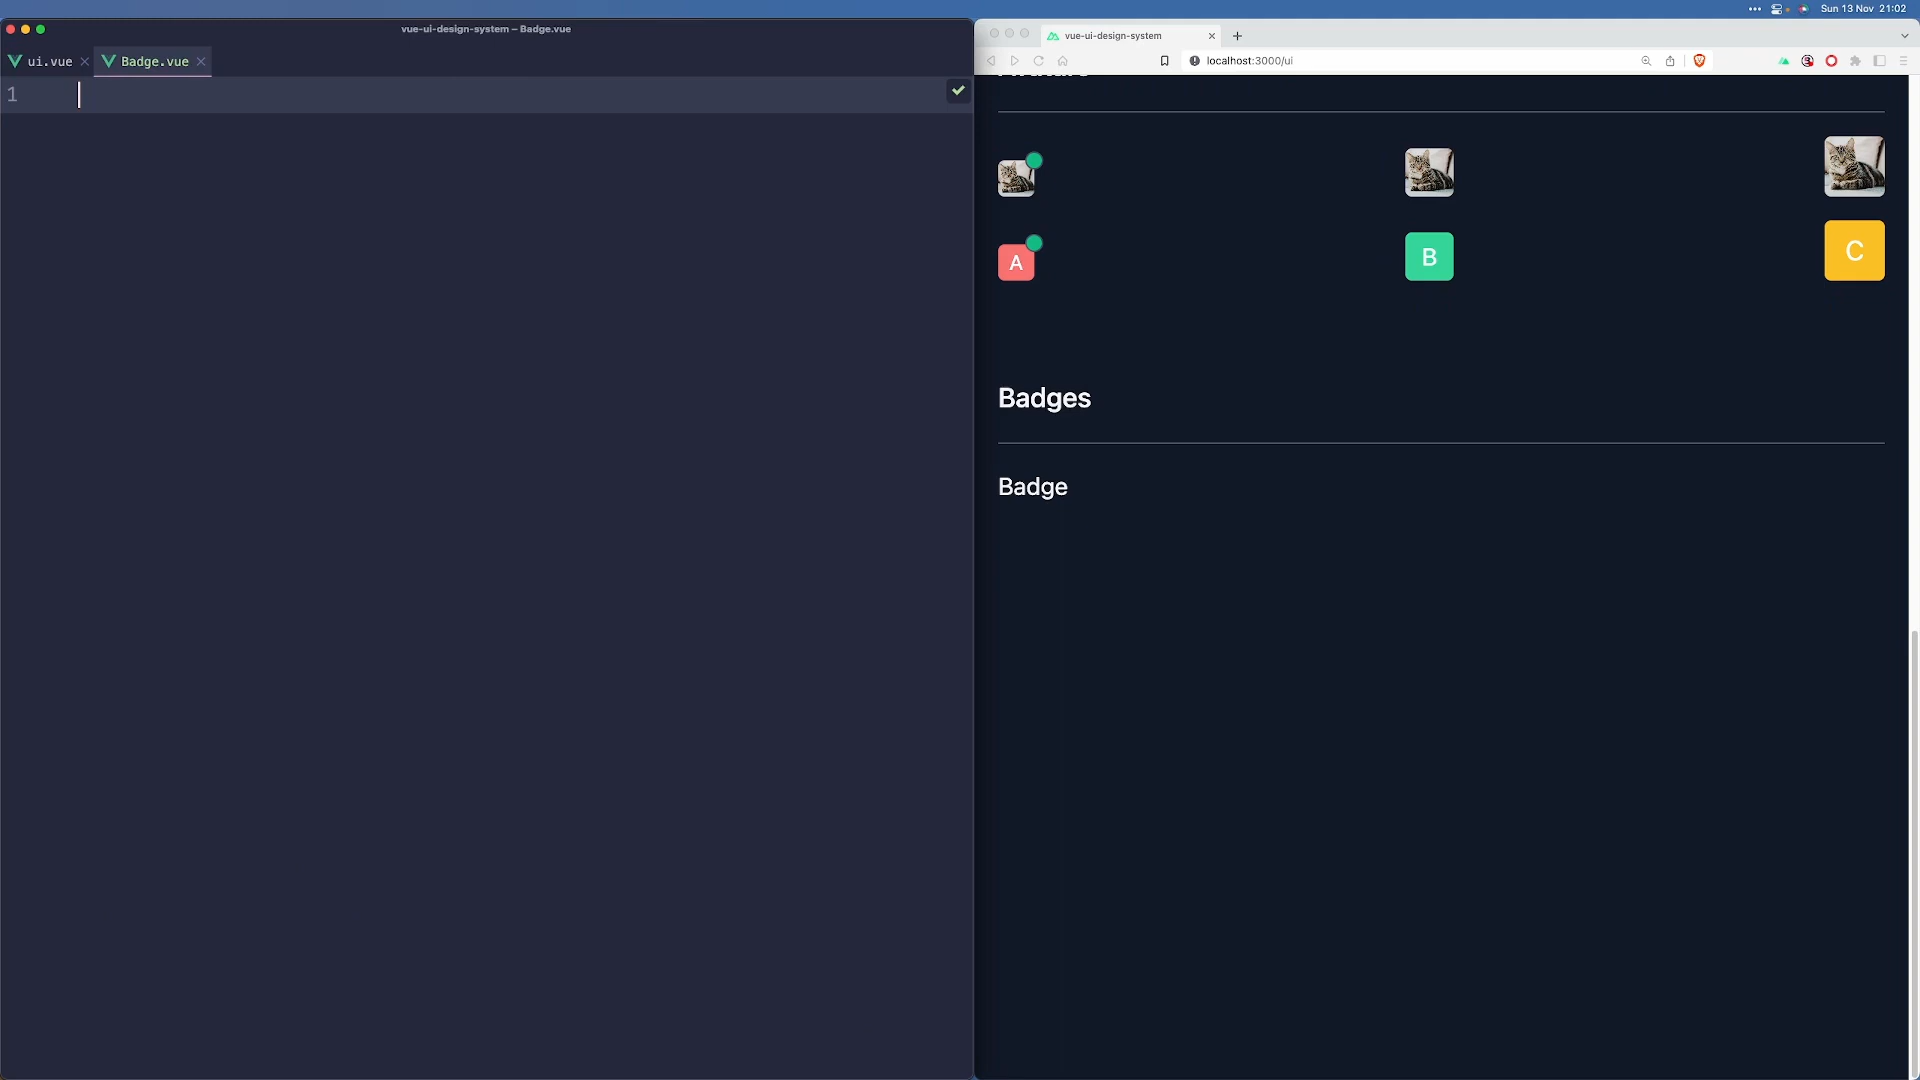 Sun 13 Nov 21:02
vue-ui-design-system – Badge.vue
ui.vue
Badge.vue
1
vue-ui-design-system
localhost:3000/ui
A
B
C
Badges
Badge